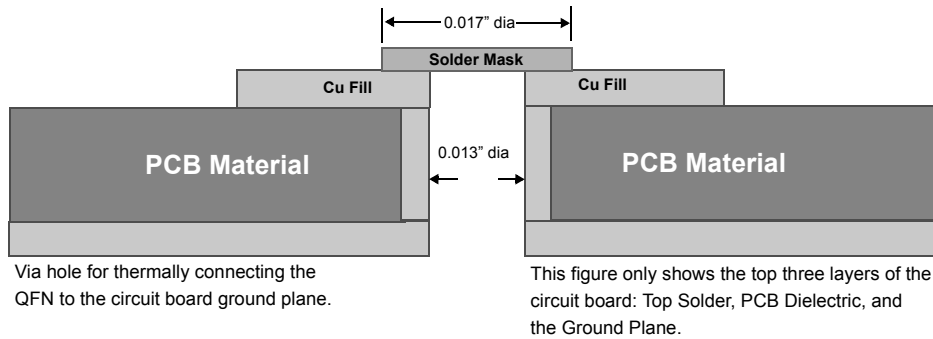 0.017” dia
Solder Mask
Cu Fill
Cu Fill
PCB Material
0.013” dia
PCB Material
Via hole for thermally connecting the
QFN to the circuit board ground plane.
This figure only shows the top three layers of the
circuit board: Top Solder, PCB Dielectric, and
the Ground Plane.